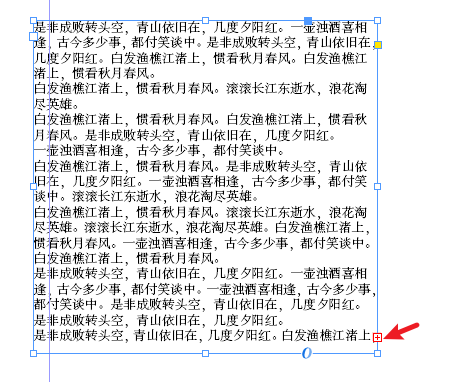 是非成败转头空，青山依旧在，几度夕阳红。一壶浊酒喜相
逢，古今多少事，都付笑谈中。是非成败转头空，青山依旧在，
几度夕阳红。白发渔樵江渚上，惯看秋月春风。白发渔樵江
渚上，惯看秋月春风。
白发渔樵江渚上，惯看秋月春风。滚滚长江东逝水，浪花淘
尽英雄。
白发渔樵江渚上，惯看秋月春风。白发渔樵江渚上，惯看秋
月春风。是非成败转头空，青山依旧在，几度夕阳红。
一壶浊酒喜相逢，古今多少事，都付笑谈中。
白发渔樵江渚上，惯看秋月春风。是非成败转头空，青山依
旧在，几度夕阳红。一壶浊酒喜相逢，古今多少事，都付笑
谈中。滚滚长江东逝水，浪花淘尽英雄。
白发渔樵江渚上，惯看秋月春风。滚滚长江东逝水，浪花淘
尽英雄。滚滚长江东逝水，浪花淘尽英雄。白发渔樵江渚上，
惯看秋月春风。一壶浊酒喜相逢，古今多少事，都付笑谈中。
白发渔樵江渚上，惯看秋月春风。
是非成败转头空，青山依旧在，几度夕阳红。一壶浊酒喜相
逢，古今多少事，都付笑谈中。一壶浊酒喜相逢，古今多少事，
都付笑谈中。是非成败转头空，青山依旧在，几度夕阳红。
是非成败转头空，青山依旧在，几度夕阳红。
是非成败转头空，青山依旧在，几度夕阳红。白发渔樵江渚上